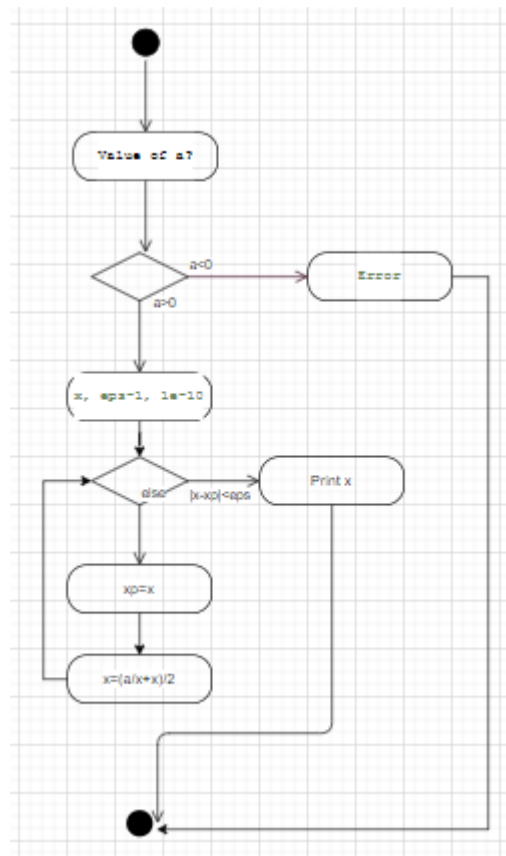 Value of a?
a<0
Error
a>0
x, eps=1, 1e-10
else
|x-xp|<eps
Print x
xp=x
x=(a/x+x)/2